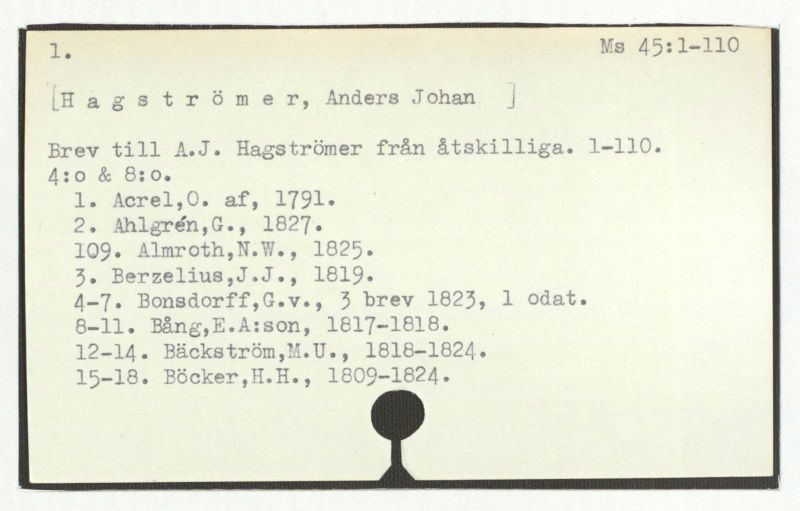 1. Ms 45:1-110
[H a g s t r ö m e r, Anders Johan ]
Brev till A.J. Hagströmer från åtskilliga. 1-110.
4:o & 8:o.
1. Acrel,O. af, 1791.
2. Ahlgrén,G., 1827.
109. Almroth,N.W., 1825.
3. Berzelius,J.J., 1819.
4-7. Bonsdorff,G.v., 3 brev 1823, 1 odat.
8-11. Bång,E.A:son, 1817-1818.
12-14. Bäckström,M.U., 1818-1824.
15-18. Böcker,H.H., 1809-1824.